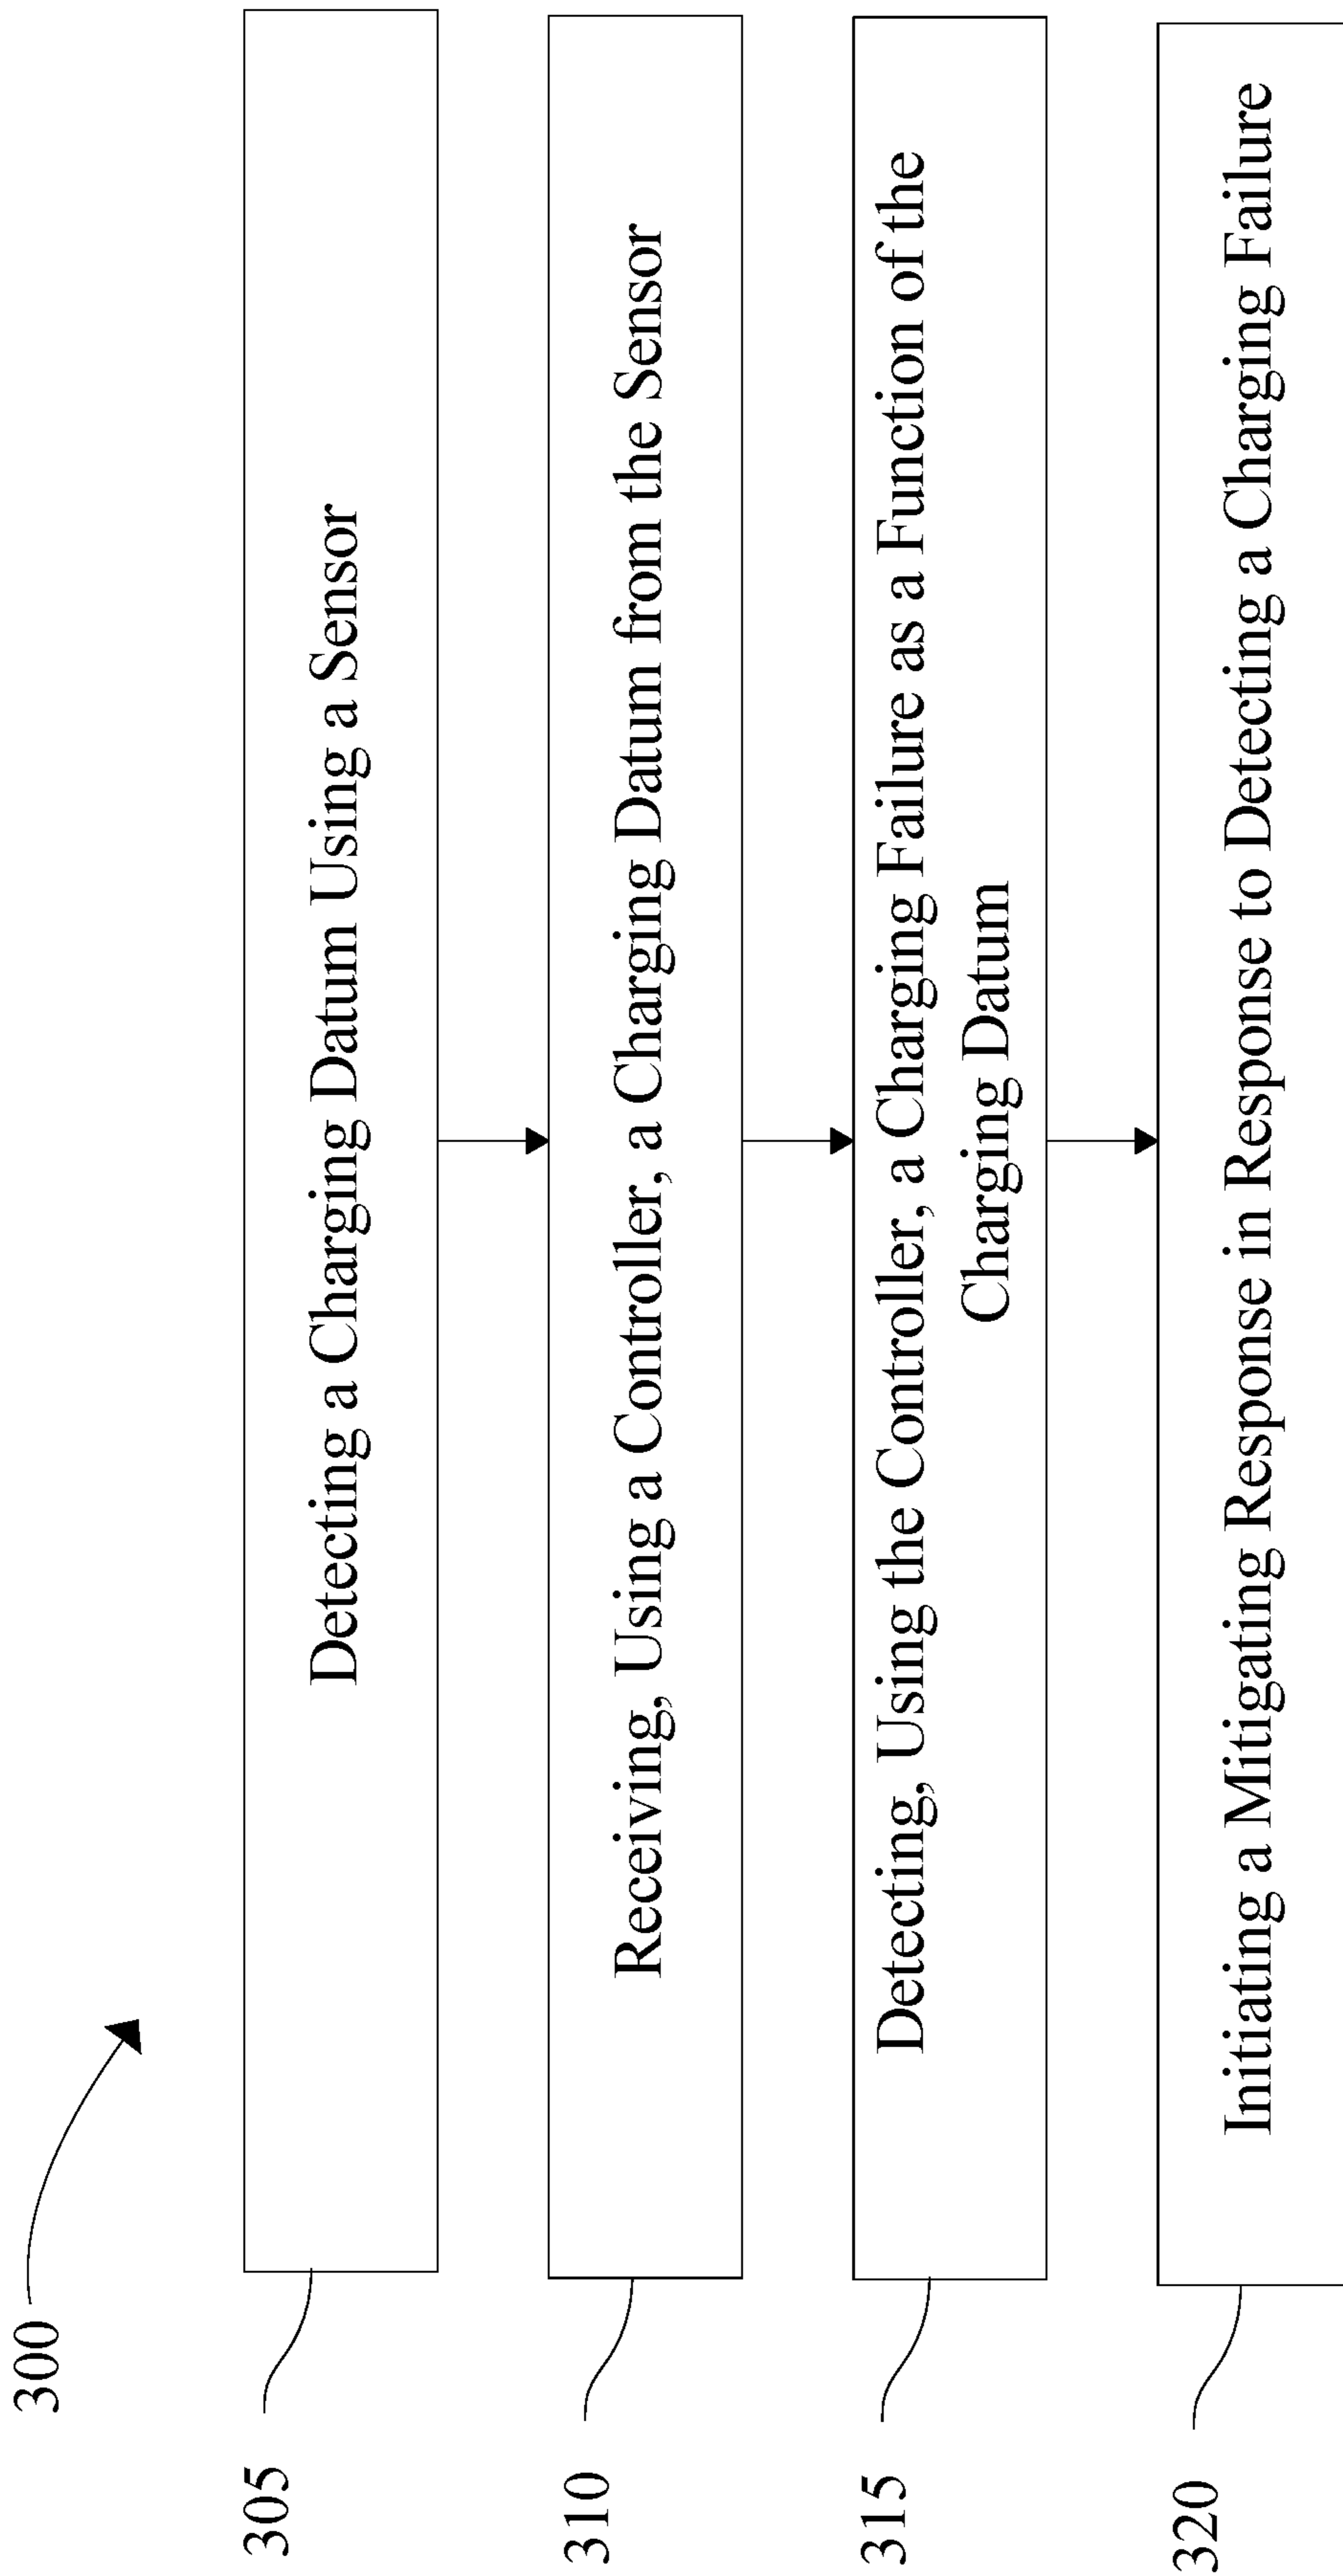 300
305
Detecting a Charging Datum Using a Sensor
310
Receiving, Using a Controller, a Charging Datum from the Sensor
315
Detecting, Using the Controller, a Charging Failure as a Function of the
Charging Datum
320
Initiating a Mitigating Response in Response to Detecting a Charging Failure